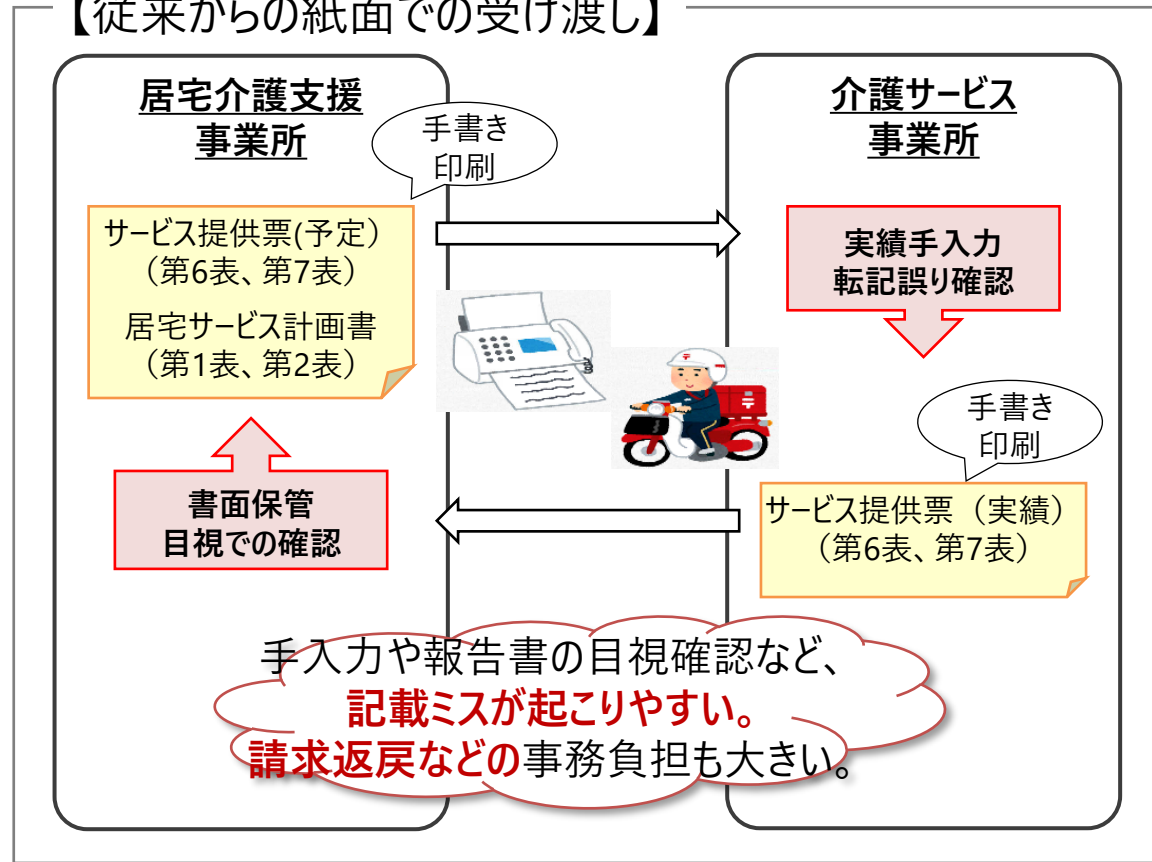 【従来からの紙面での受け渡し】
居宅介護支援
事業所
手書き
印刷
サービス提供票(予定）
（第6表、第7表）
居宅サービス計画書
（第1表、第2表）
書面保管
目視での確認
介護サービス
事業所
実績手入力
転記誤り確認
手書き
印刷
サービス提供票（実績）
（第6表、第7表）
手入力や報告書の目視確認など、
記載ミスが起こりやすい。
請求返戻などの事務負担も大きい。